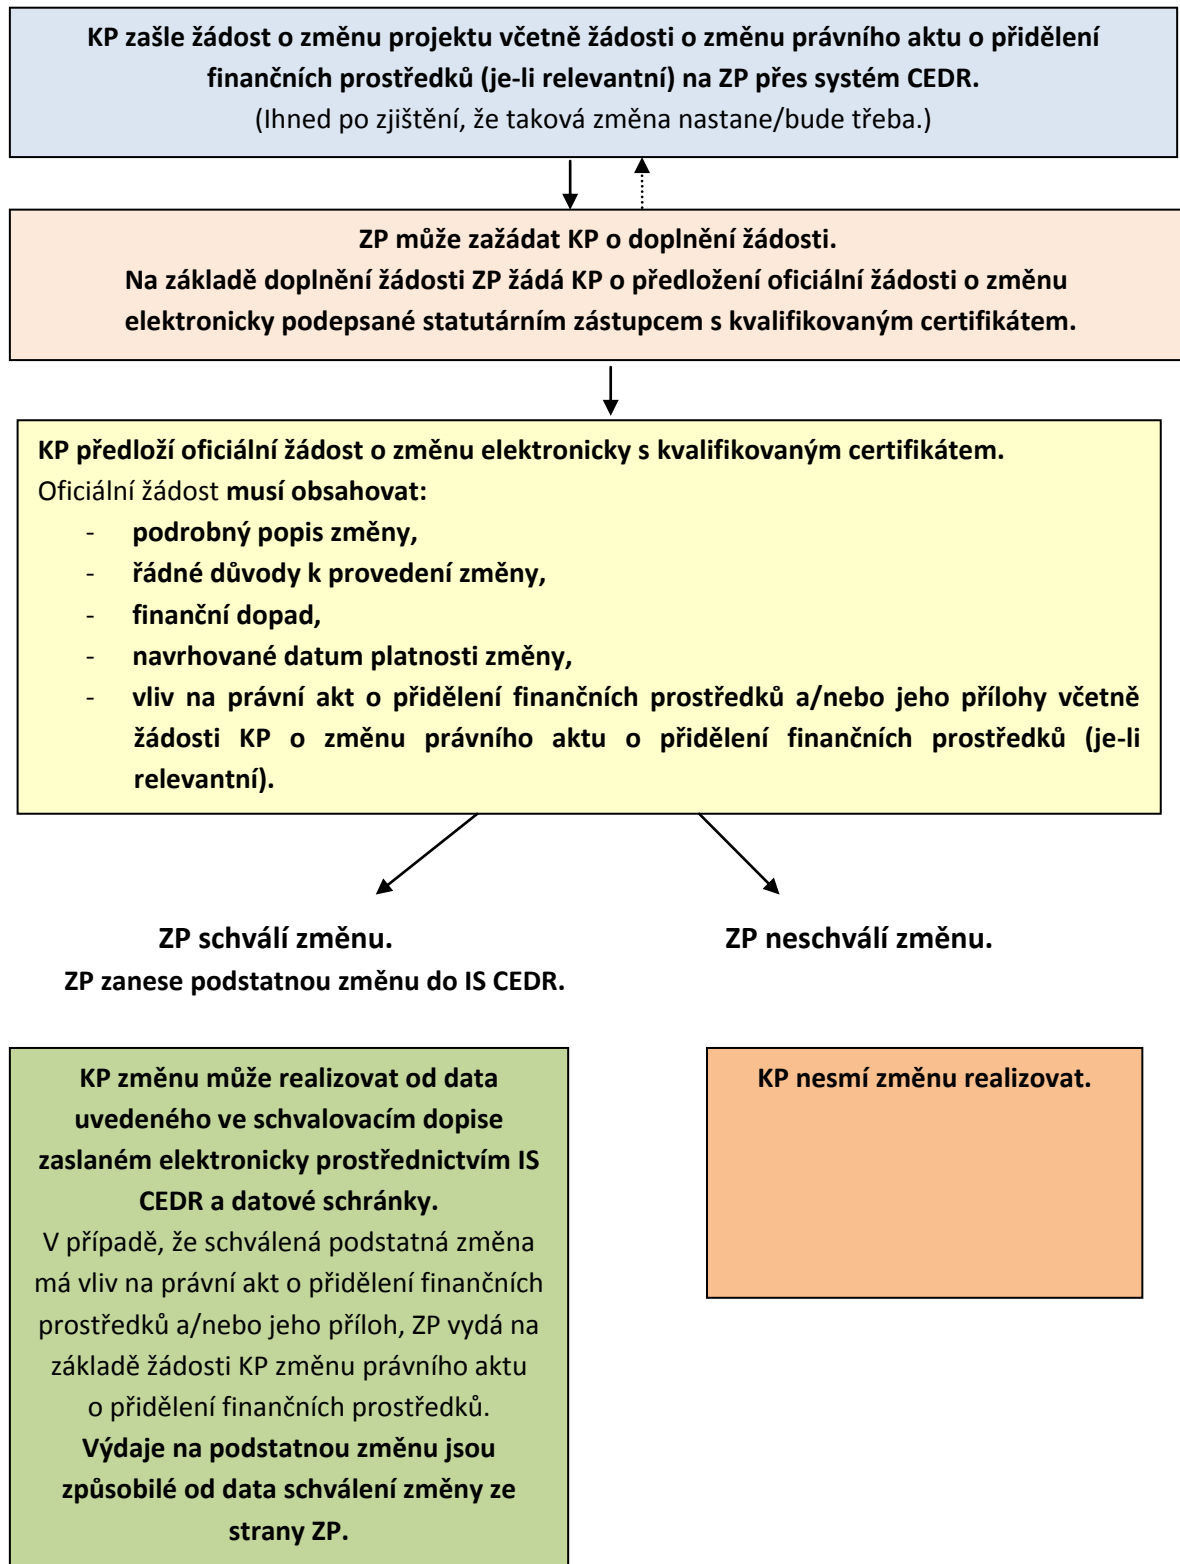 KP zašle žádost o změnu projektu včetně žádosti o změnu právního aktu o přidělení
finančních prostředků (je-li relevantní) na ZP přes systém CEDR.
(Ihned po zjištění, že taková změna nastane/bude třeba.)
ZP může zažádat KP o doplnění žádosti.
Na základě doplnění žádosti ZP žádá KP o předložení oficiální žádosti o změnu
elektronicky podepsané statutárním zástupcem s kvalifikovaným certifikátem.
KP předloží oficiální žádost o změnu elektronicky s kvalifikovaným certifikátem.
Oficiální žádost musí obsahovat:
- podrobný popis změny,
- řádné důvody k provedení změny,
- finanční dopad,
- navrhované datum platnosti změny,
- vliv na právní akt o přidělení finančních prostředků a/nebo jeho přílohy včetně
žádosti KP o změnu právního aktu o přidělení finančních prostředků (je-li
relevantní).
ZP schválí změnu.
ZP zanese podstatnou změnu do IS CEDR.
ZP neschválí změnu.
KP změnu může realizovat od data
uvedeného ve schvalovacím dopise
zaslaném elektronicky prostřednictvím IS
CEDR a datové schránky.
V případě, že schválená podstatná změna
má vliv na právní akt o přidělení finančních
prostředků a/nebo jeho příloh, ZP vydá na
základě žádosti KP změnu právního aktu
o přidělení finančních prostředků.
Výdaje na podstatnou změnu jsou
způsobilé od data schválení změny ze
strany ZP.
KP nesmí změnu realizovat.